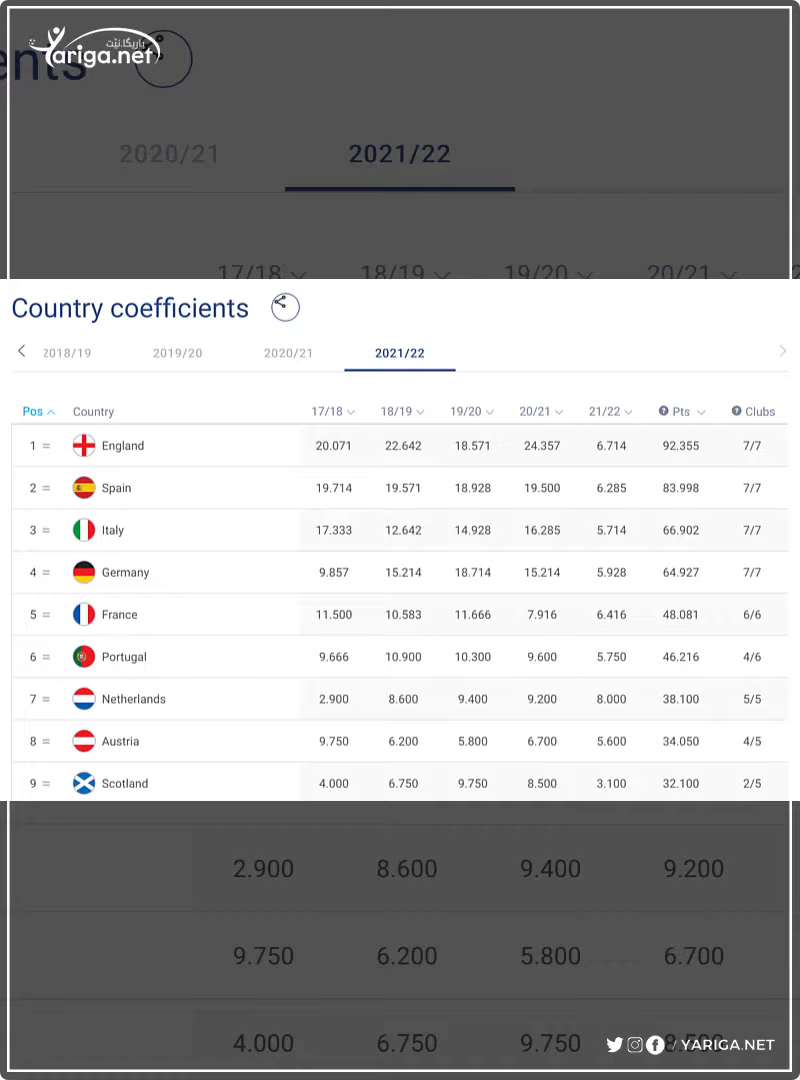 ents
ياريگا.نێت
Yariga.net
2020/21 2021/22
17/18 18/19 19/20 20/21
Country coefficients
2018/19 2019/20 2020/21 2021/22
Pos Country 17/18 18/19 19/20 20/21 21/22 Pts Clubs
1 = England 20.071 22.642 18.571 24.357 6.714 92.355 7/7
2 = Spain 19.714 19.571 18.928 19.500 6.285 83.998 7/7
3 = Italy 17.333 12.642 14.928 16.285 5.714 66.902 7/7
4 = Germany 9.857 15.214 18.714 15.214 5.928 64.927 7/7
5 = France 11.500 10.583 11.666 7.916 6.416 48.081 6/6
6 = Portugal 9.666 10.900 10.300 9.600 5.750 46.216 4/6
7 = Netherlands 2.900 8.600 9.400 9.200 8.000 38.100 5/5
8 = Austria 9.750 6.200 5.800 6.700 5.600 34.050 4/5
9 = Scotland 4.000 6.750 9.750 8.500 3.100 32.100 2/5
2.900 8.600 9.400 9.200
9.750 6.200 5.800 6.700
4.000 6.750 9.750 8.500
/ YARIGA.NET